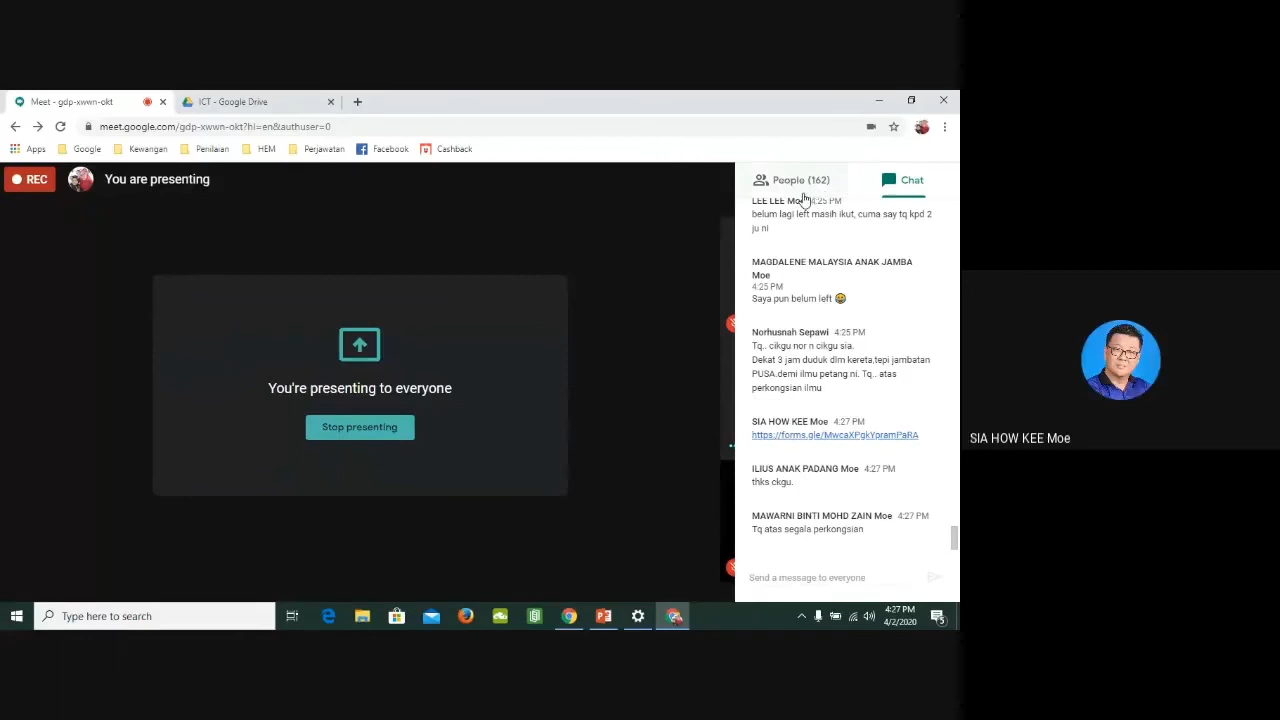 Meet - gdp-xwwn-okt
ICT - Google Drive
meet.google.com/gdp-xwwn-okt?hl=en&authuser=0
Apps Google Kewangan Penilaian HEM Perjawatan Facebook Cashback
REC You are presenting
People (162) Chat
LEE LEE Moe 4:25 PM
belum lagi left masih ikut, cuma say tq kpd 2
ju ni
MAGDALENE MALAYSIA ANAK JAMBA
Moe
4:25 PM
Saya pun belum left
Norhusnah Sepawi 4:25 PM
Tq.. cikgu nor n cikgu sia.
Dekat 3 jam duduk dlm kereta,tepi jambatan
PUSA.demi ilmu petang ni. Tq.. atas
perkongsian ilmu
SIA HOW KEE Moe 4:27 PM
https://forms.gle/MwcaXPgkYpramPaRA
ILIUS ANAK PADANG Moe 4:27 PM
thks ckgu.
MAWARNI BINTI MOHD ZAIN Moe 4:27 PM
Tq atas segala perkongsian
Send a message to everyone
You're presenting to everyone
Stop presenting
SIA HOW KEE Moe
Type here to search
4:27 PM
4/2/2020
5